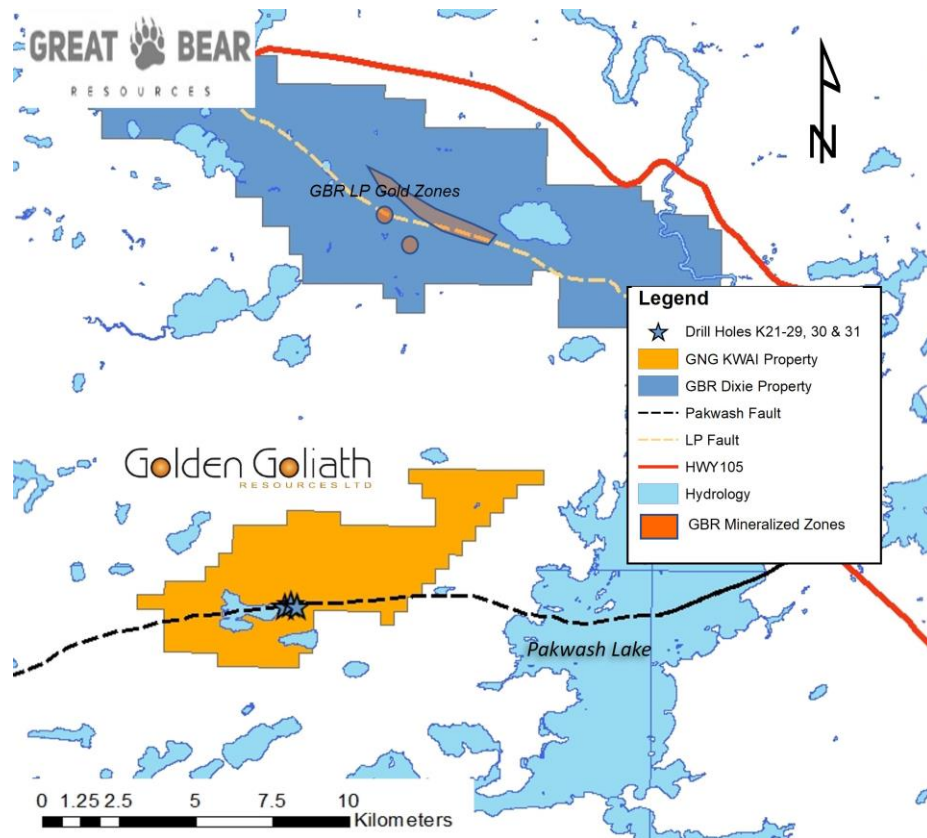 GREAT BEAR
RESOURCES
N
GBR LP Gold Zones
Legend
Drill Holes K21-29, 30 & 31
GNG KWAI Property
GBR Dixie Property
Pakwash Fault
LP Fault
HWY105
Hydrology
GBR Mineralized Zones
Golden Goliath
RESOURCES LTD
Pakwash Lake
0 1.25 2.5 5 7.5 10
Kilometers